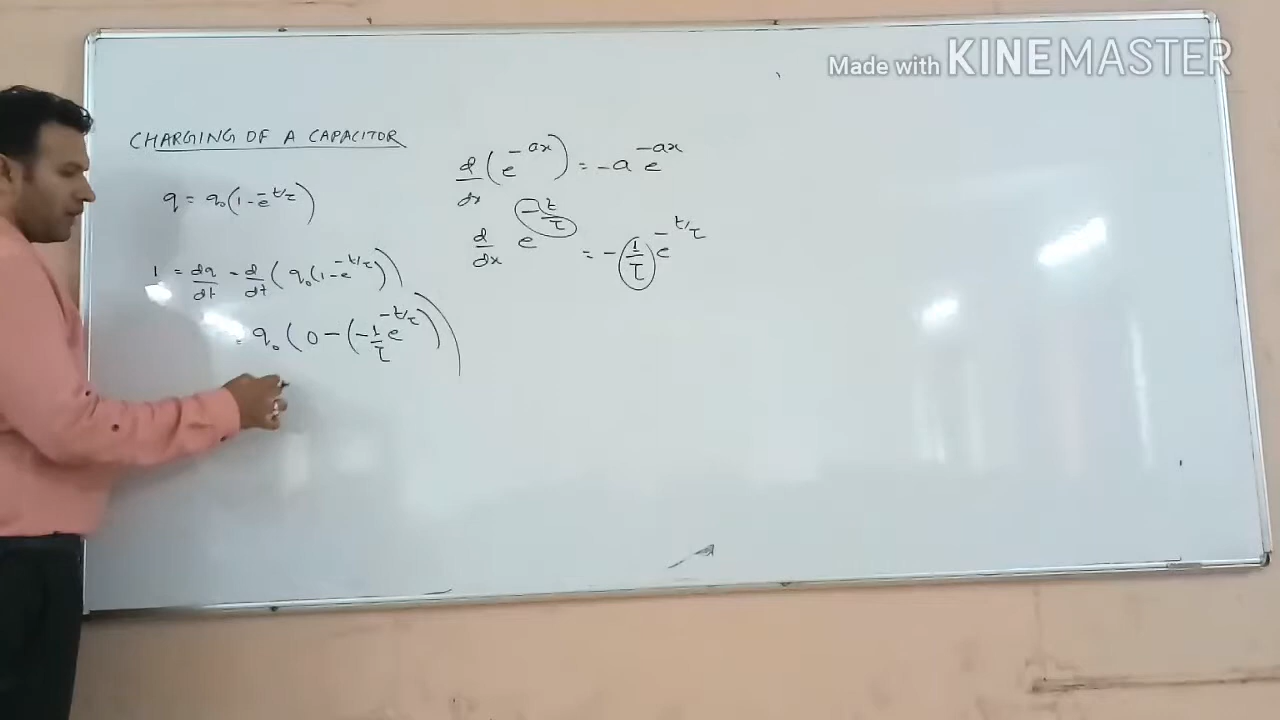 Made with KINEMASTER
CHARGING OF A CAPACITOR
q = q₀(1 - e^-t/τ)
1 = dq/dt = d/dt (q₀(1 - e^-t/τ))
= q₀(0 - (-1/τ e^-t/τ))
d/dx (e^-ax) = -a e^-ax
d/dx e^-t/τ = -(1/τ) e^-t/τ